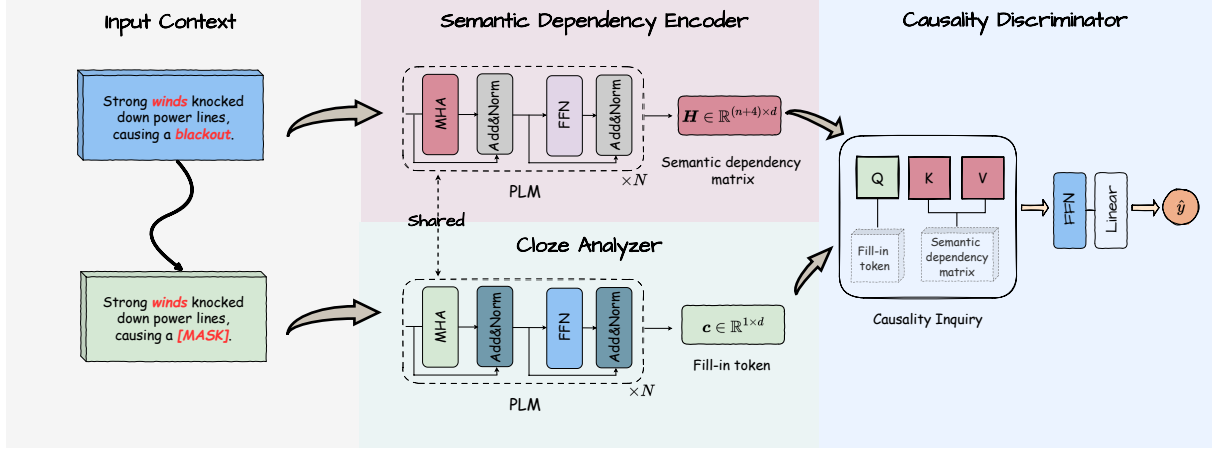 Input Context
Strong winds knocked
down power lines,
causing a blackout.
Strong winds knocked
down power lines,
causing a [MASK].
Semantic Dependency Encoder
MHA
Add&Norm
FFN
Add&Norm
×N
PLM
H ∈ ℝ^{(n+4)×d}
Semantic dependency
matrix
Shared
Cloze Analyzer
MHA
Add&Norm
FFN
Add&Norm
×N
PLM
c ∈ ℝ^{1×d}
Fill-in token
Causality Discriminator
Q
K
V
Fill-in
token
Semantic
dependency
matrix
Causality Inquiry
FFN
Linear
ŷ